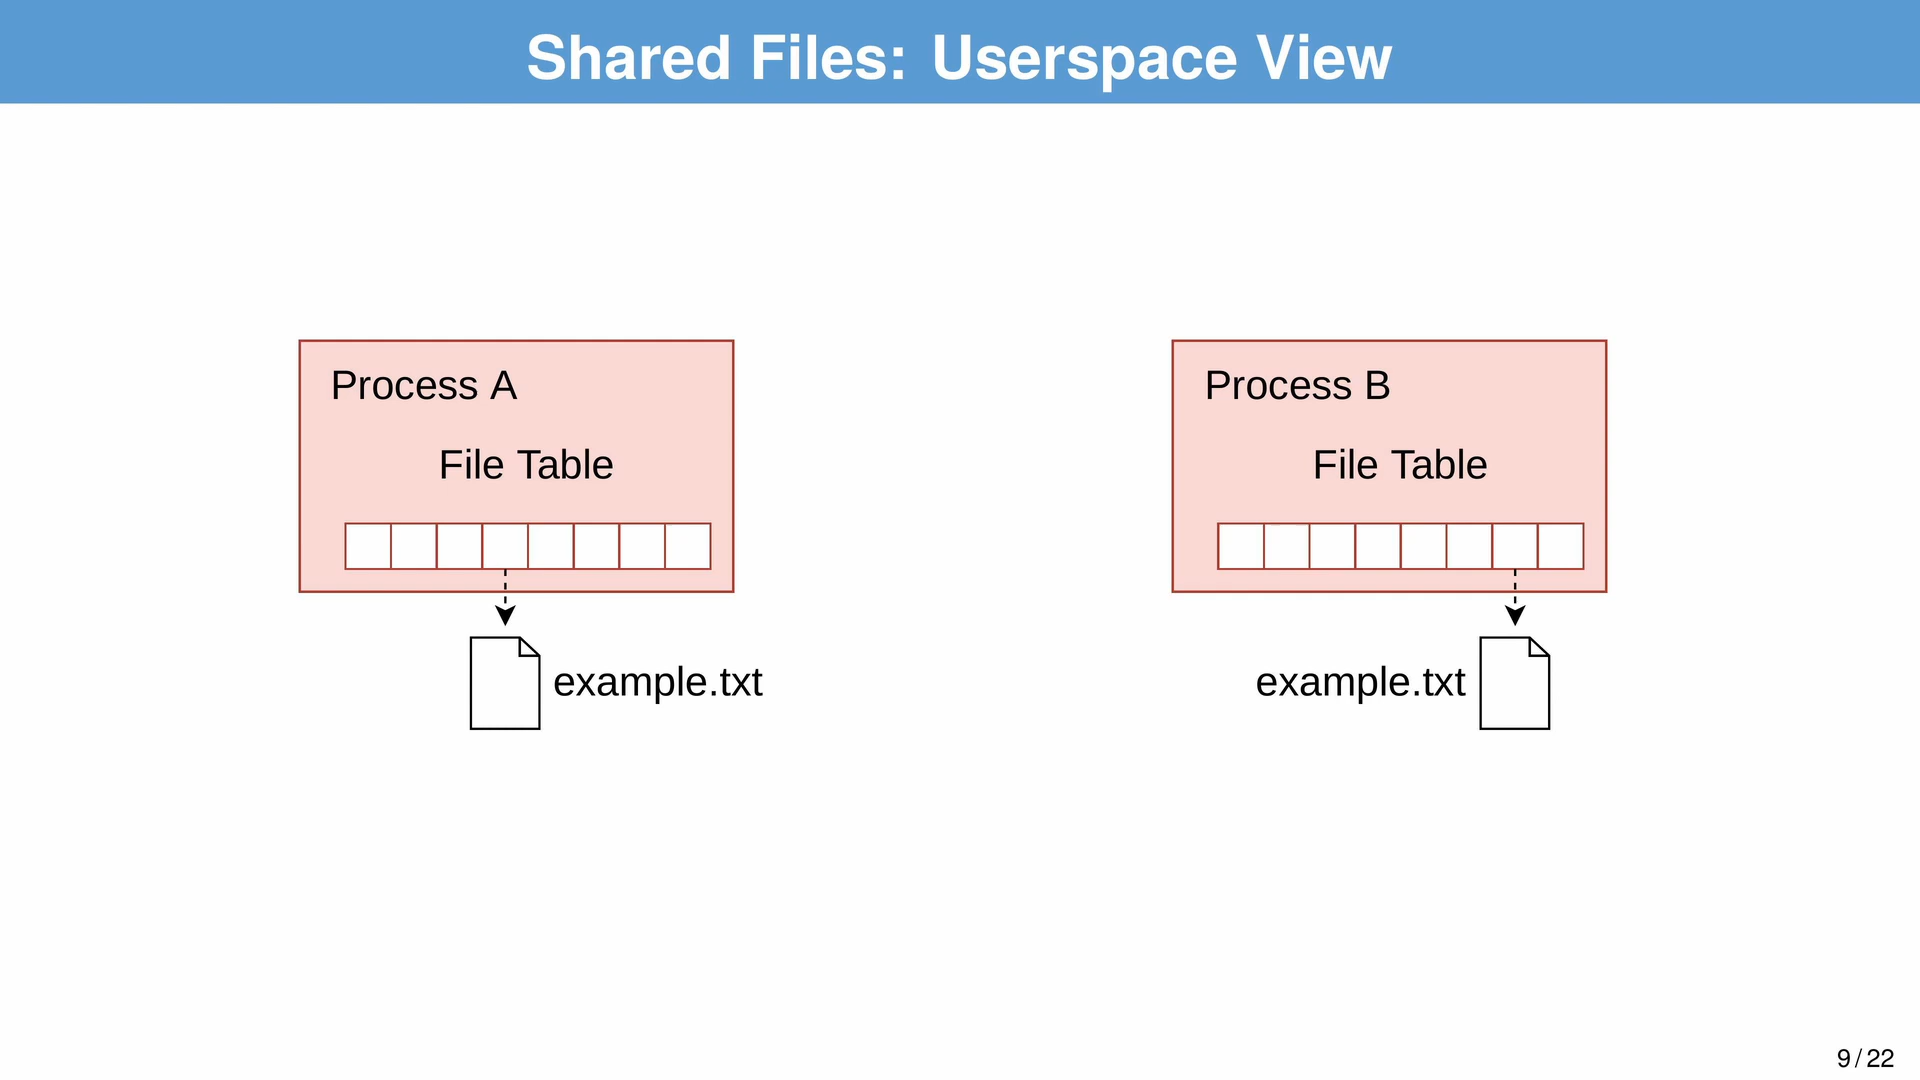 Shared Files: Userspace View
Process A
File Table
example.txt
Process B
File Table
example.txt
9 / 22